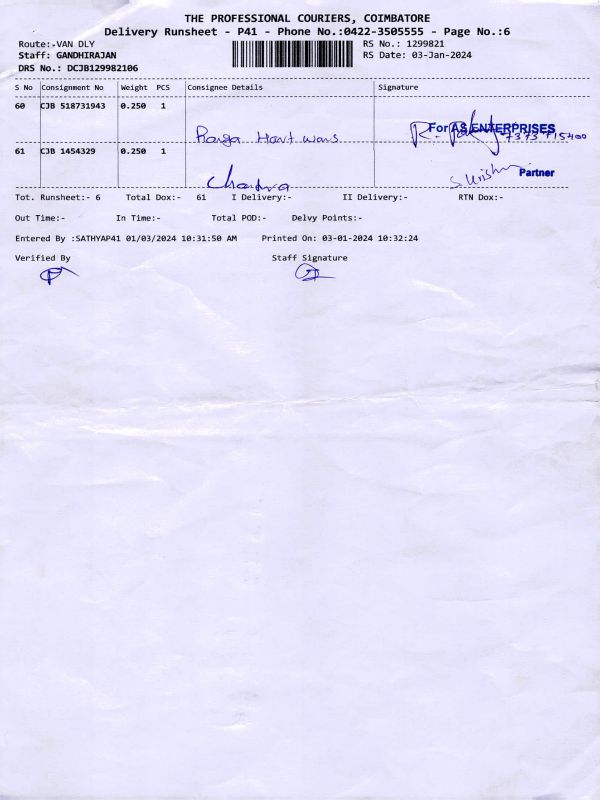 THE PROFESSIONAL COURIERS, COIMBATORE
Delivery Runsheet - P41 - Phone No.:0422-3505555 - Page No.:6
Route:-VAN DLY RS No.: 1299821
Staff: GANDHIRAJAN RS Date: 03-Jan-2024
DRS No.: DCJB129982106
S No Consignment No Weight PCS Consignee Details Signature
60 CJB 518731943 0.250 1
For AS ENTERPRISES
Ranga
61 CJB 1454329 0.250 1
Chandra
Partner
Tot. Runsheet:- 6 Total Dox:- 61 I Delivery:- II Delivery:- RTN Dox:-
Out Time:- In Time:- Total POD:- Delvy Points:-
Entered By :SATHYAP41 01/03/2024 10:31:50 AM Printed On: 03-01-2024 10:32:24
Verified By Staff Signature